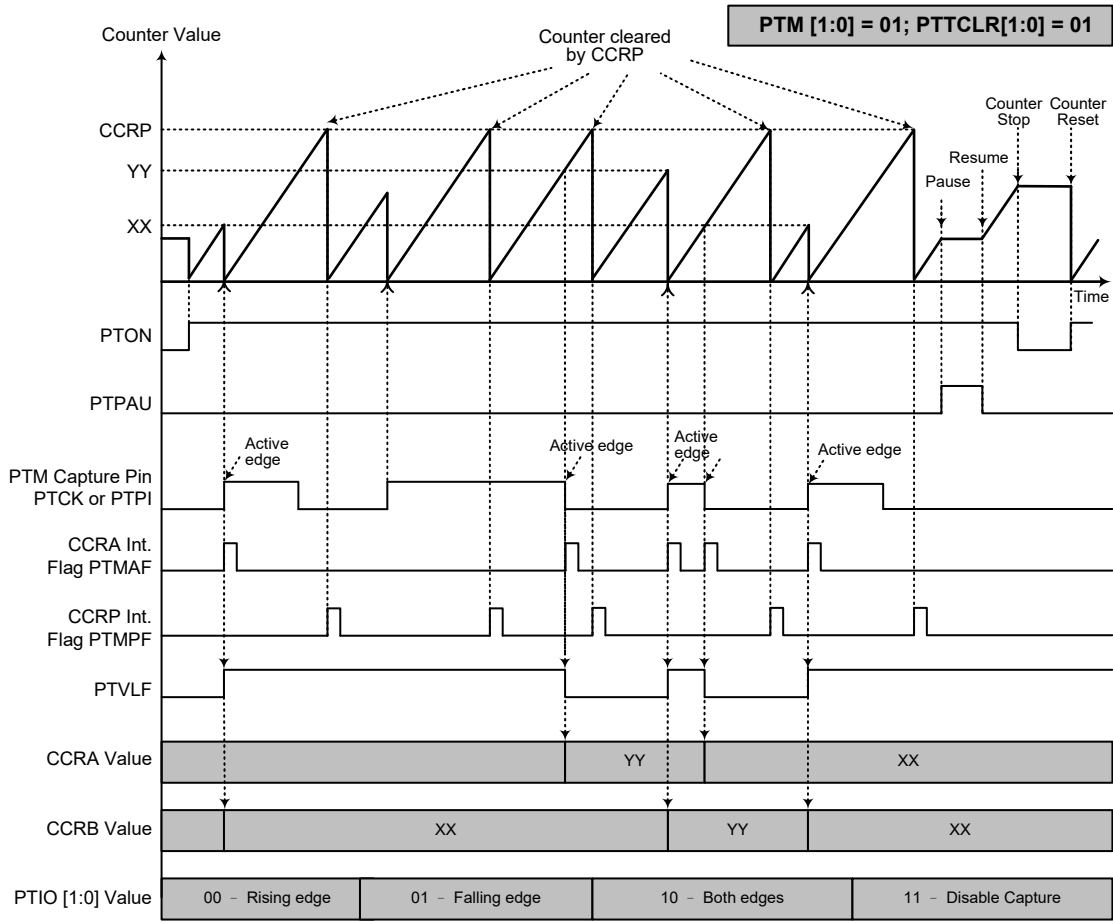 PTM [1:0] = 01; PTTCLR[1:0] = 01
Counter Value
Counter cleared
by CCRP
Counter
Stop
Counter
Reset
CCRP
YY
Resume
Pause
XX
Time
PTON
PTPAU
Active
edge
Active edge
Active
edge
Active edge
PTM Capture Pin
PTCK or PTPI
CCRA Int.
Flag PTMAF
CCRP Int.
Flag PTMPF
PTVLF
CCRA Value
YY
XX
CCRB Value
XX
YY
XX
PTIO [1:0] Value
00 – Rising edge
01 – Falling edge
10 – Both edges
11 – Disable Capture